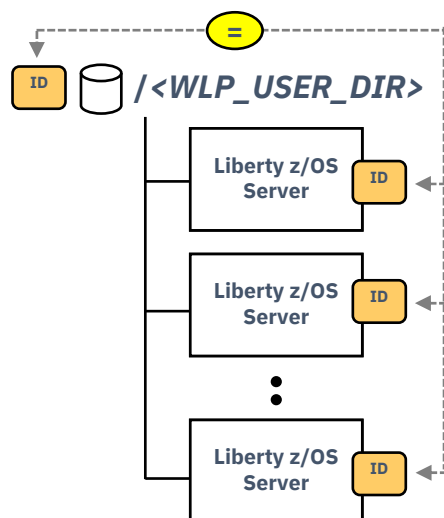 =
ID
/<WLP_USER_DIR>
Liberty z/OS
Server
ID
Liberty z/OS
Server
ID
Liberty z/OS
Server
ID